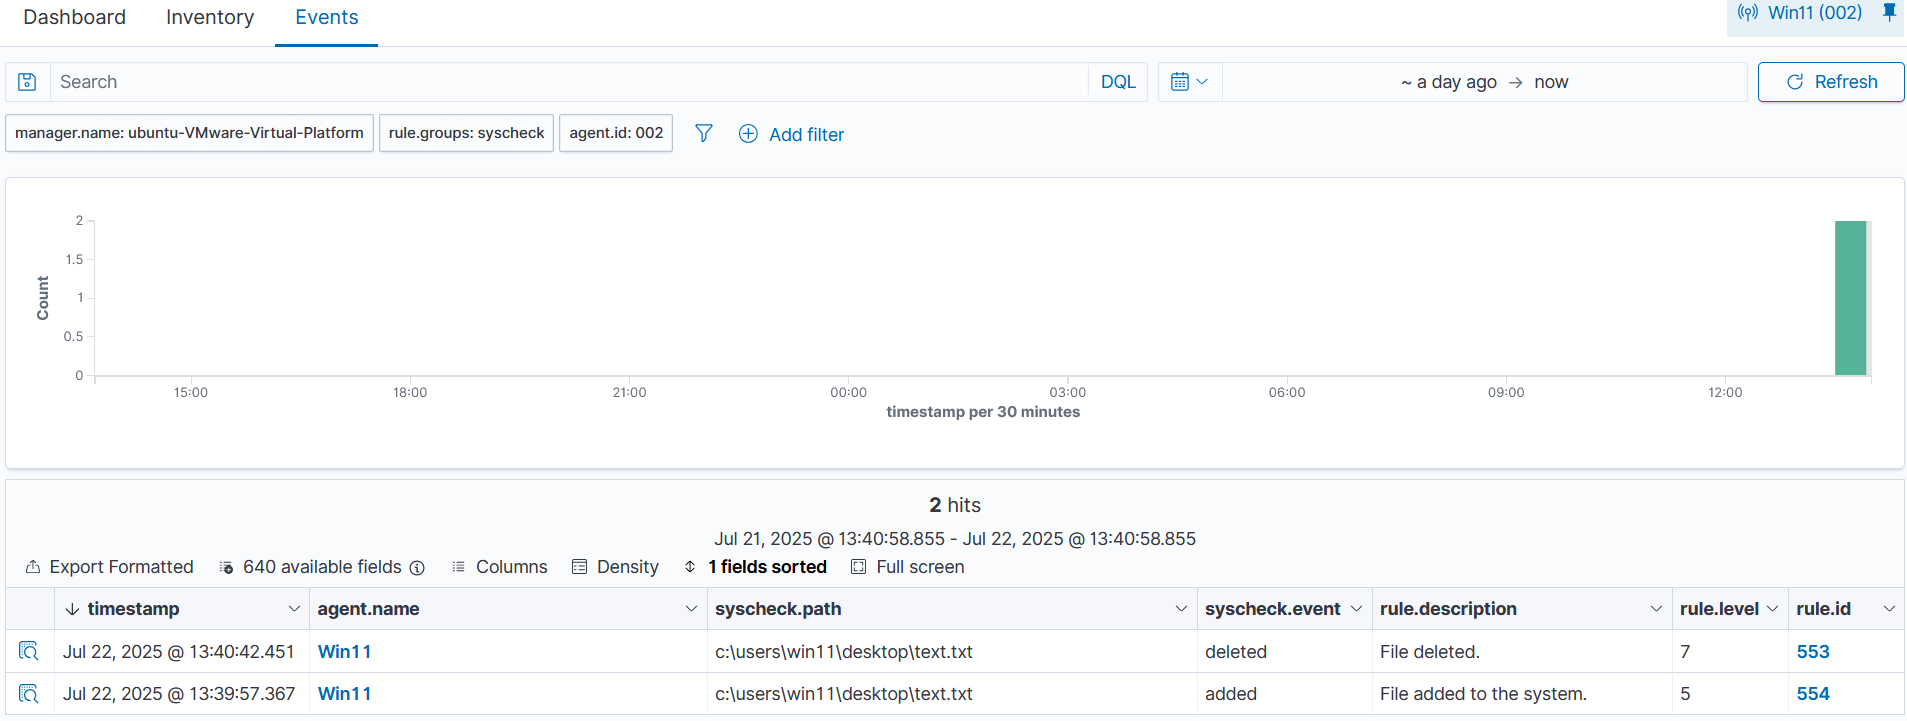 Dashboard Inventory Events Win11 (002)
Search DQL ~ a day ago → now Refresh
manager.name: ubuntu-VMware-Virtual-Platform rule.groups: syscheck agent.id: 002 Add filter
2
1.5
1
0.5
0
Count
15:00 18:00 21:00 00:00 03:00 06:00 09:00 12:00
timestamp per 30 minutes
2 hits
Jul 21, 2025 @ 13:40:58.855 - Jul 22, 2025 @ 13:40:58.855
Export Formatted 640 available fields Columns Density 1 fields sorted Full screen
timestamp agent.name syscheck.path syscheck.event rule.description rule.level rule.id
Jul 22, 2025 @ 13:40:42.451 Win11 c:\users\win11\desktop\text.txt deleted File deleted. 7 553
Jul 22, 2025 @ 13:39:57.367 Win11 c:\users\win11\desktop\text.txt added File added to the system. 5 554